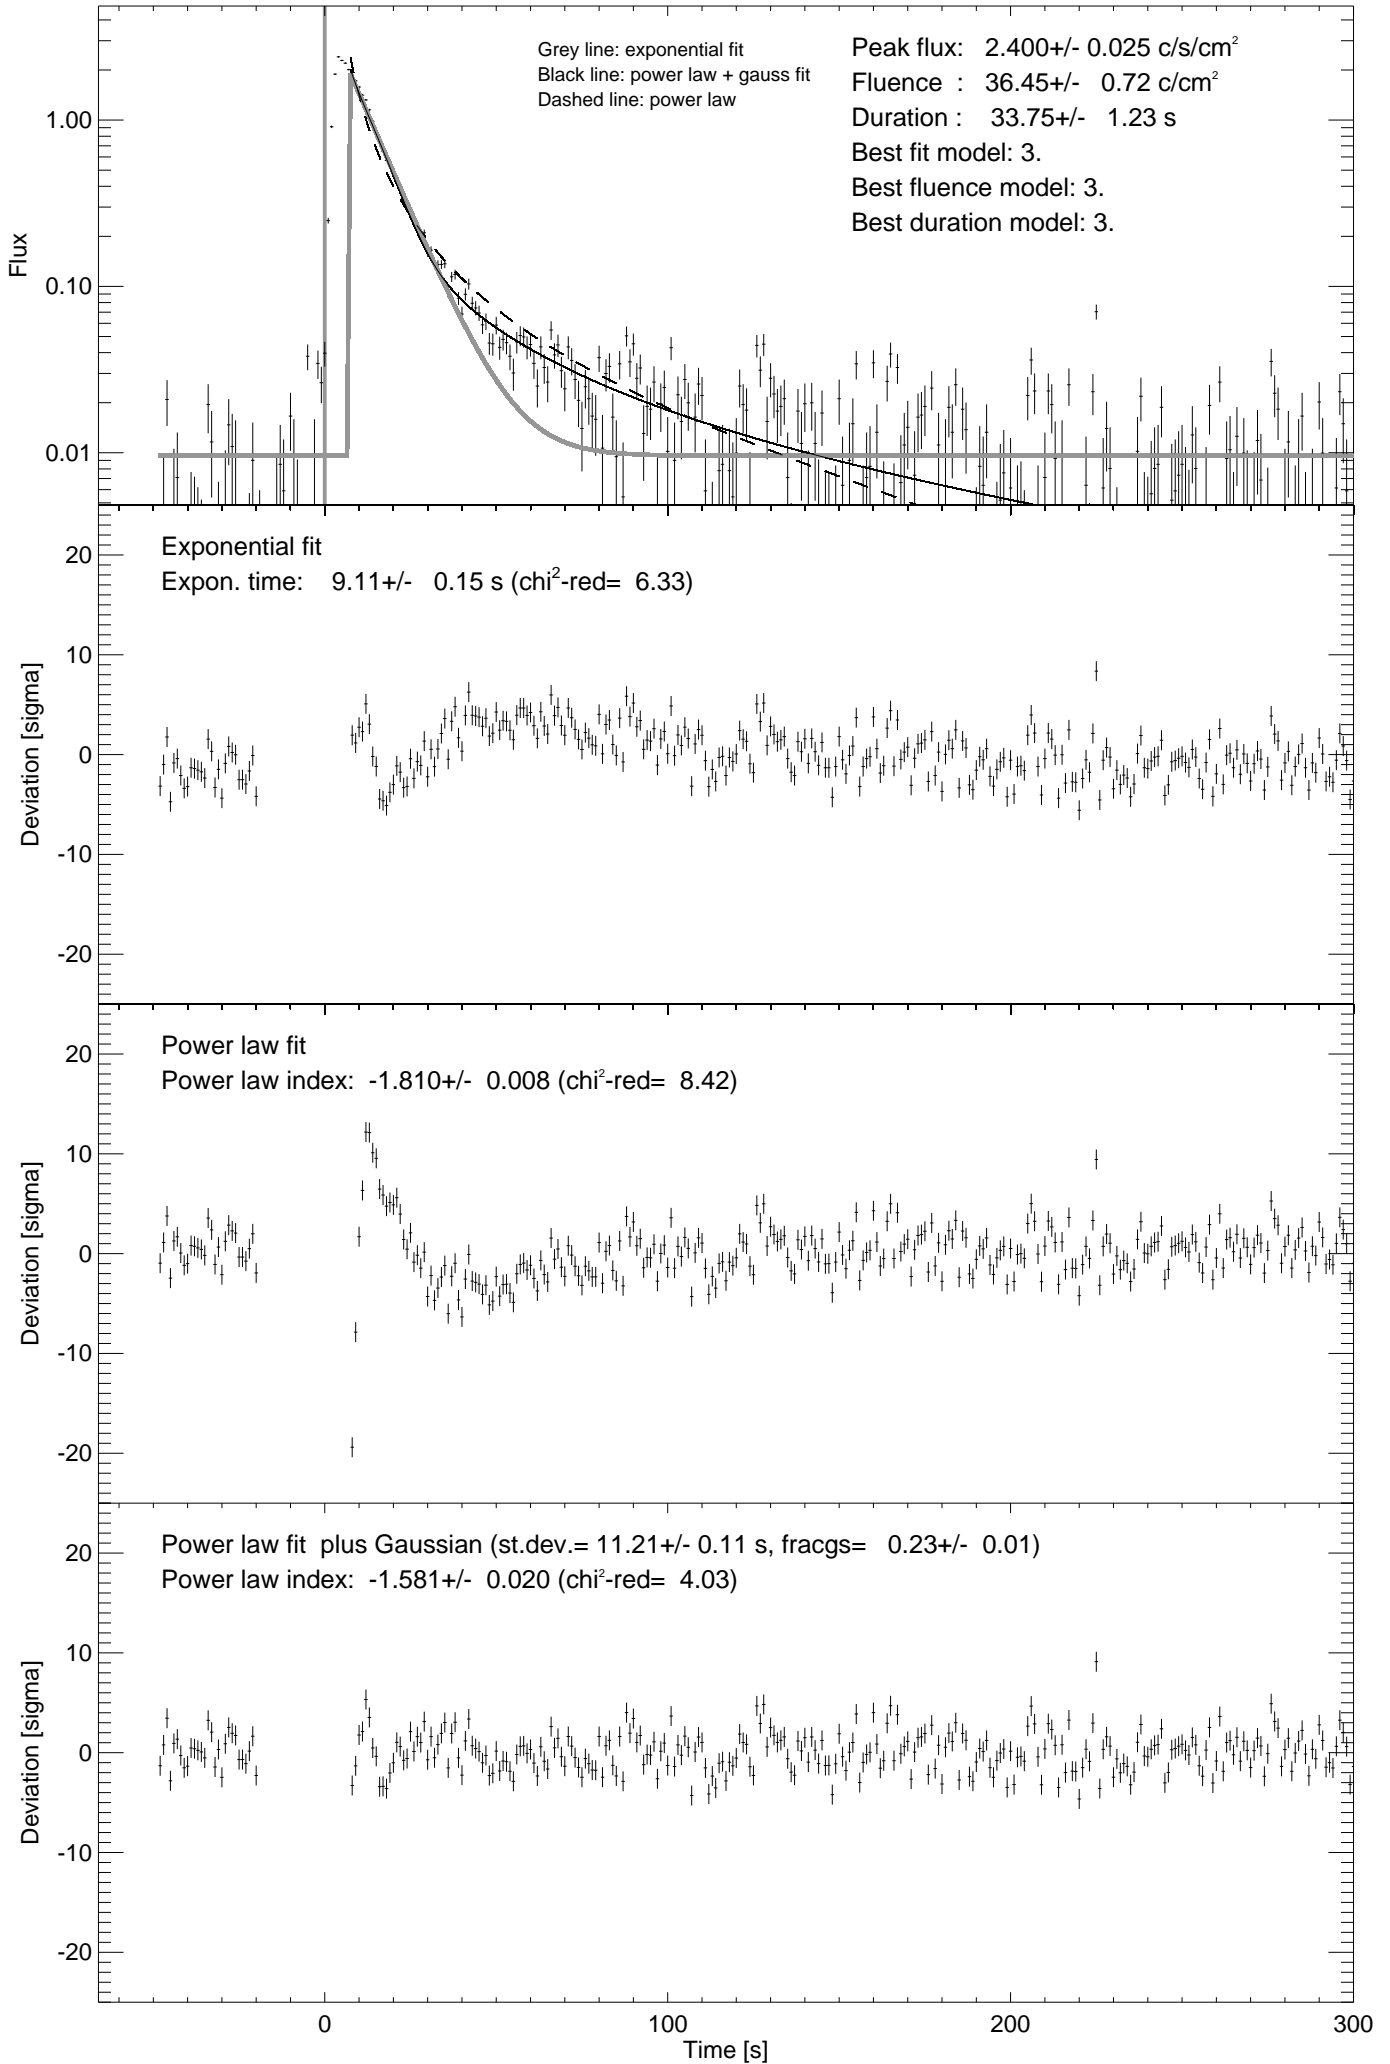 Grey line: exponential fit
Black line: power law + gauss fit
Dashed line: power law
Peak flux: 2.400+/- 0.025 c/s/cm²
Fluence : 36.45+/- 0.72 c/cm²
Duration : 33.75+/- 1.23 s
Best fit model: 3.
Best fluence model: 3.
Best duration model: 3.
Flux
1.00
0.10
0.01
Exponential fit
Expon. time: 9.11+/- 0.15 s (chi²-red= 6.33)
Deviation [sigma]
20
10
0
-10
-20
Power law fit
Power law index: -1.810+/- 0.008 (chi²-red= 8.42)
Deviation [sigma]
20
10
0
-10
-20
Power law fit plus Gaussian (st.dev.= 11.21+/- 0.11 s, fracgs= 0.23+/- 0.01)
Power law index: -1.581+/- 0.020 (chi²-red= 4.03)
Deviation [sigma]
20
10
0
-10
-20
0 100 200 300
Time [s]